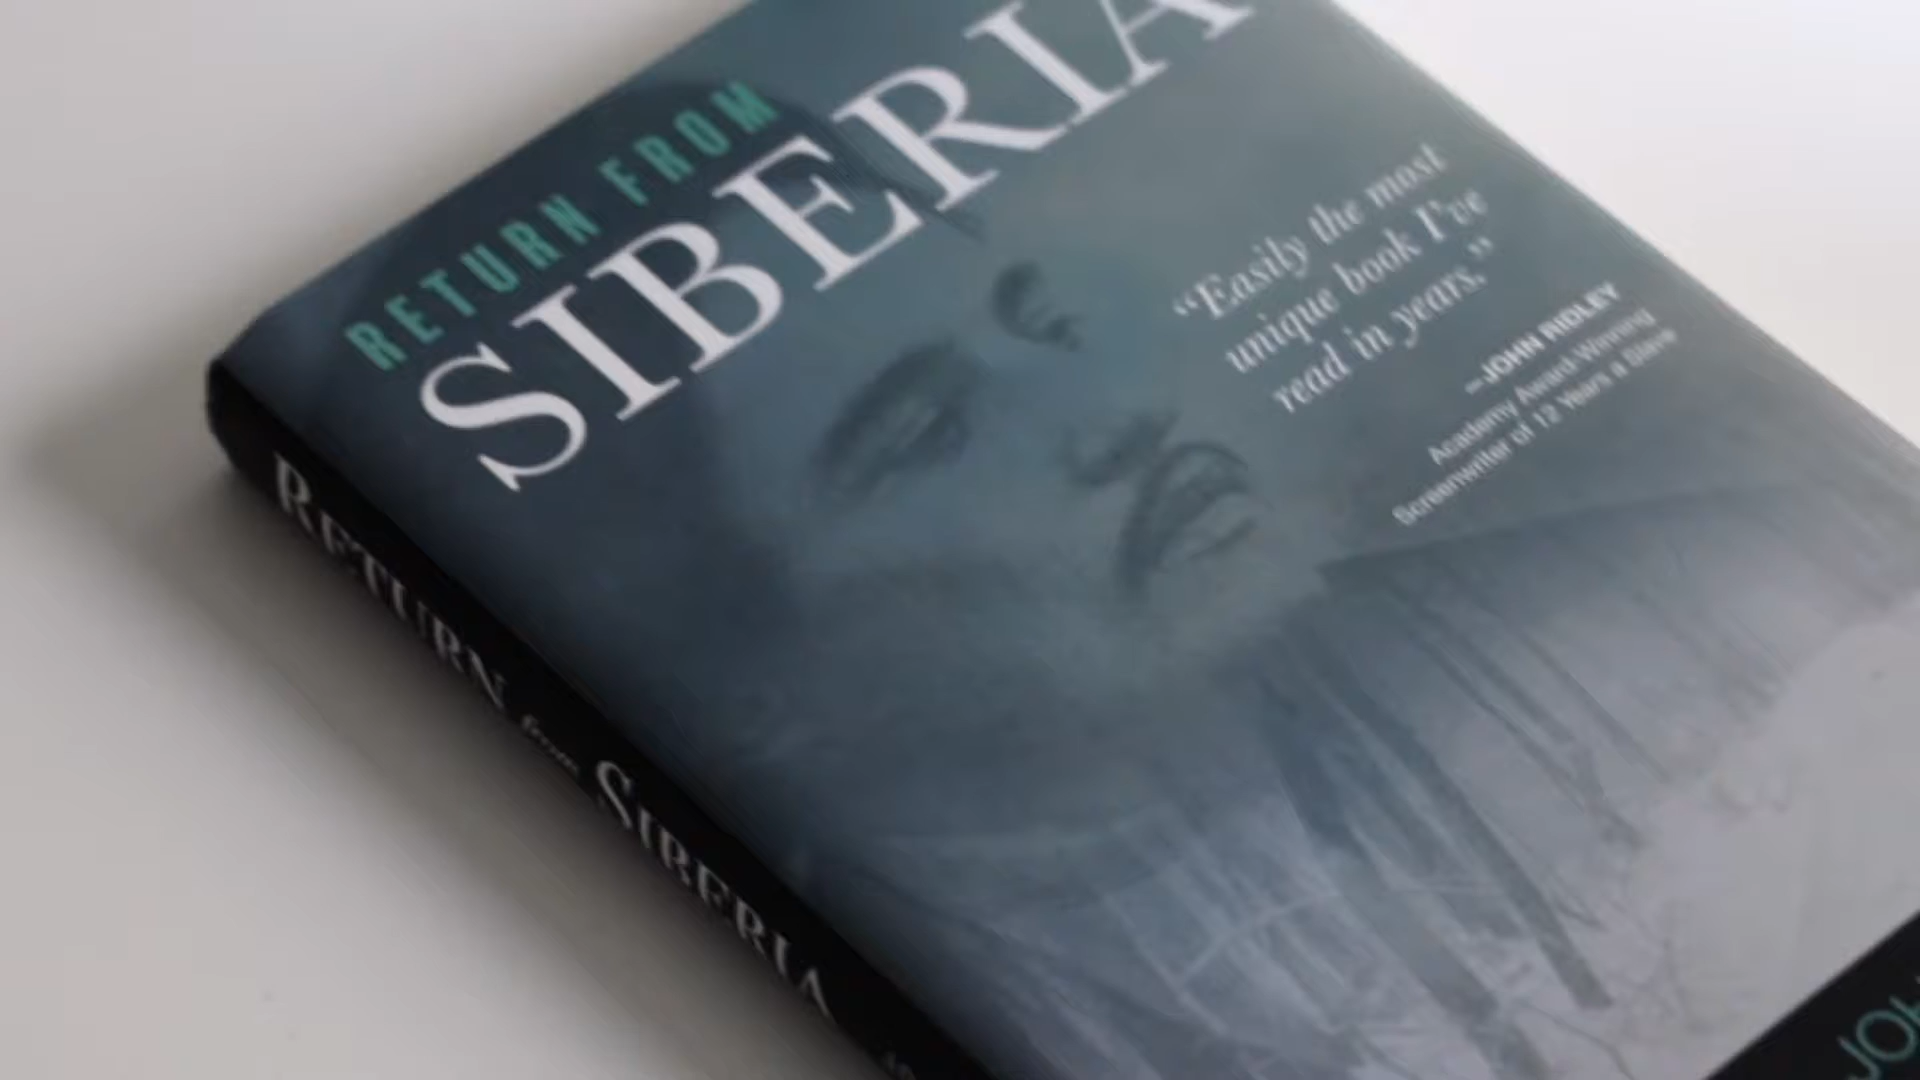 RETURN FROM
SIBERIA
“Easily the most
unique book I’ve
read in years.”
—JOHN RIDLEY
Academy Award-Winning
Screenwriter of 12 Years a Slave
RETURN from SIBERIA
JOH